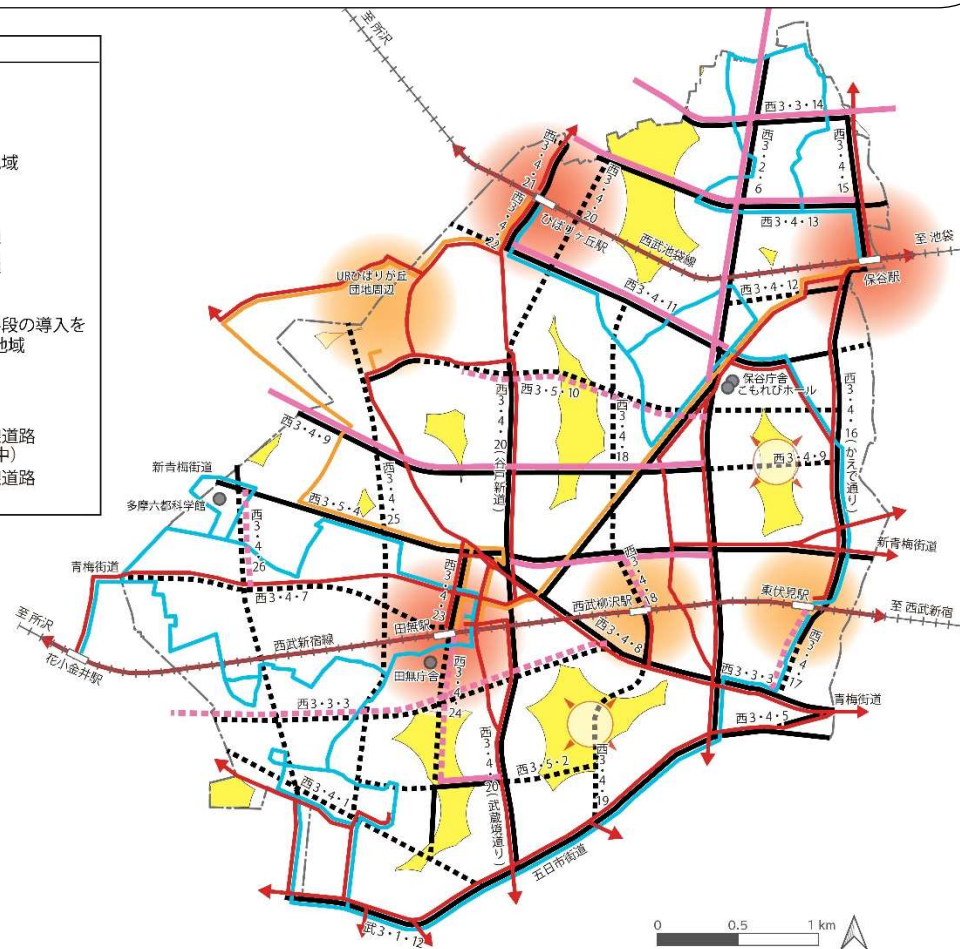 域
段の導入を
地域
道路
中）
道路
至 所沢
西3・3・14
西3・4・21
西3・4・20
西3・2・6
西3・4・15
西3・4・22
ひばりヶ丘駅
西武池袋線
西3・4・13
至 池袋
保谷駅
URひばりが丘
団地周辺
西3・4・11
西3・4・12
保谷庁舎
こもれびホール
西3・5・10
西3・4・20(谷戸新道)
西3・4・18
西3・4・16(かえで通り)
西3・4・9
西3・4・9
新青梅街道
多摩六都科学館
西3・5・4
西3・4・25
西3・4・26
青梅街道
西3・4・7
西3・4・23
西3・4・18
新青梅街道
西武柳沢駅
東伏見駅
至 西武新宿
至 所沢
花小金井駅
西武新宿線
田無駅
田無庁舎
西3・4・8
西3・4・17
西3・3・3
西3・3・3
青梅街道
西3・4・24
西3・4・5
西3・4・20(武蔵境通り)
西3・5・2
西3・4・19
西3・4・1
五日市街道
武3・1・12
0 0.5 1 km